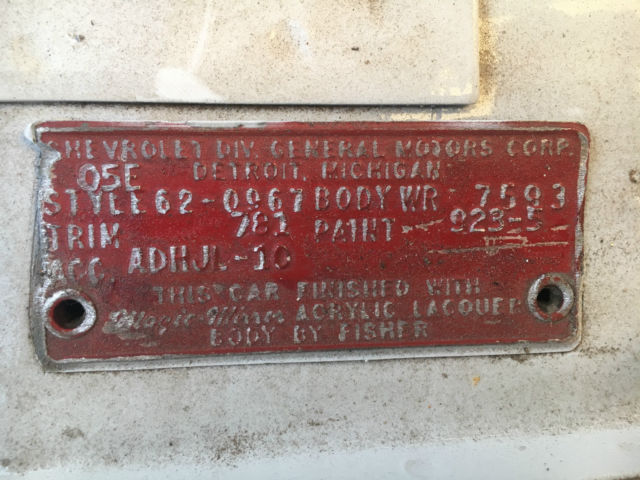 CHEVROLET DIV. GENERAL MOTORS CORP.
DETROIT, MICHIGAN
05E
STYLE 62-0967 BODY WR 7593
TRIM 781 PAINT 923-5
ACC. ADHJL-10
"THIS" CAR FINISHED WITH
Magic-Mirror ACRYLIC LACQUER
BODY BY FISHER